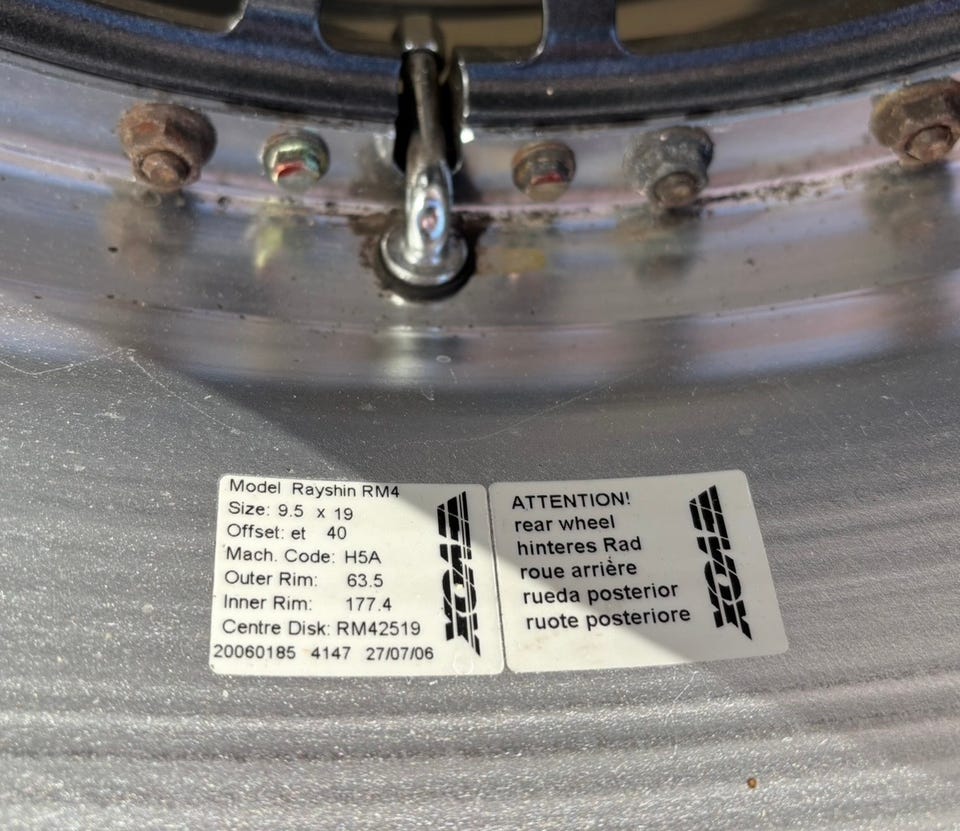 Model Rayshin RM4
Size: 9.5 x 19
Offset: et 40
Mach. Code: H5A
Outer Rim: 63.5
Inner Rim: 177.4
Centre Disk: RM42519
20060185 4147 27/07/06
ATTENTION!
rear wheel
hinteres Rad
roue arrière
rueda posterior
ruote posteriore